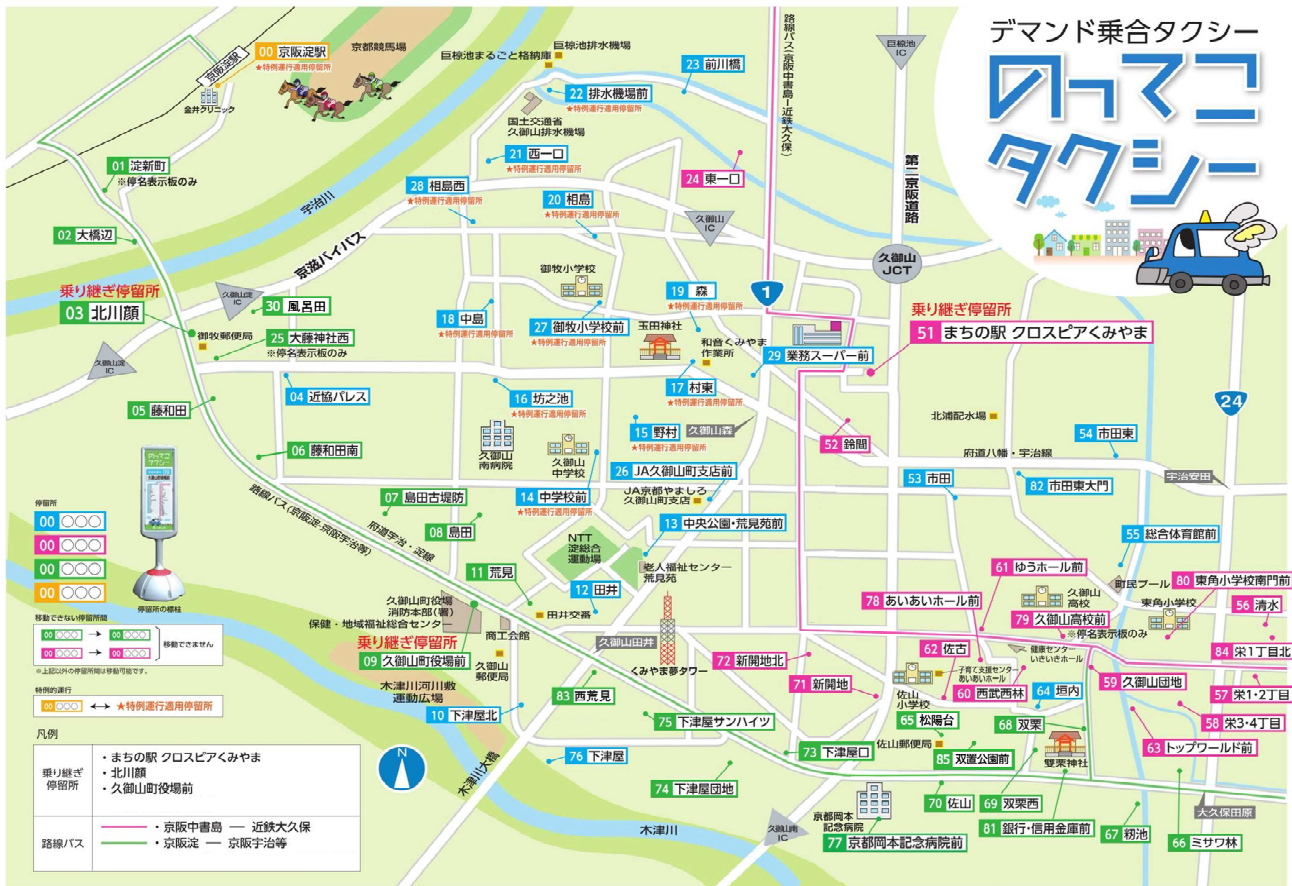 デマンド乗合タクシー
のってこ
タクシー
00 京阪淀駅
★特例運行適用停留所
京阪淀駅
金井クリニック
京都競馬場
巨椋池まるごと格納庫
巨椋池排水機場
22 排水機場前
★特例運行適用停留所
国土交通省
久御山排水機場
23 前川橋
路線バス(京阪中書島ー近鉄大久保)
巨椋池
IC
第二京阪道路
01 淀新町
※停名表示板のみ
宇治川
21 西一口
★特例運行適用停留所
24 東一口
28 相島西
★特例運行適用停留所
20 相島
★特例運行適用停留所
久御山
IC
02 大橋辺
京滋バイパス
久御山
JCT
乗り継ぎ停留所
03 北川顔
久御山淀
IC
30 風呂田
御牧郵便局
25 大藤神社西
※停名表示板のみ
久御山淀
IC
御牧小学校
18 中島
★特例運行適用停留所
27 御牧小学校前
★特例運行適用停留所
19 森
★特例運行適用停留所
玉田神社
和音くみやま
作業所
1
乗り継ぎ停留所
51 まちの駅 クロスピアくみやま
29 業務スーパー前
04 近協パレス
16 坊之池
★特例運行適用停留所
17 村東
★特例運行適用停留所
24
05 藤和田
15 野村
★特例運行適用停留所
久御山森
52 鈴間
北浦配水場
54 市田東
06 藤和田南
久御山
南病院
久御山
中学校
26 JA久御山町支店前
JA京都やましろ
久御山町支店
府道八幡・宇治線
53 市田
82 市田東大門
宇治安田
のってこ
タクシー
停留所の標柱
停留所
00 ○○○
00 ○○○
00 ○○○
00 ○○○
路線バス(京阪淀-京阪宇治等)
府道宇治・淀線
07 島田古堤防
08 島田
14 中学校前
★特例運行適用停留所
13 中央公園・荒見苑前
NTT
淀総合
運動場
老人福祉センター
荒見苑
55 総合体育館前
61 ゆうホール前
町民プール
80 東角小学校南門前
11 荒見
12 田井
78 あいあいホール前
久御山
高校
東角小学校
56 清水
久御山町役場
消防本部(署)
保健・地域福祉総合センター
田井交番
79 久御山高校前
※停名表示板のみ
移動できない停留所間
00 ○○○ → 00 ○○○
00 ○○○ → 00 ○○○
移動できません
※上記以外の停留所間は移動可能です。
商工会館
乗り継ぎ停留所
09 久御山町役場前
久御山
郵便局
久御山田井
くみやま夢タワー
72 新開地北
62 佐古
子育て支援センター
あいあいホール
健康センター
いきいきホール
84 栄1丁目北
特例的運行
00 ○○○ ↔ ★特例運行適用停留所
木津川河川敷
運動広場
83 西荒見
71 新開地
佐山
小学校
60 西武西林
64 垣内
59 久御山団地
57 栄1・2丁目
10 下津屋北
75 下津屋サンハイツ
65 松陽台
68 双栗
58 栄3・4丁目
凡例
乗り継ぎ
停留所
・まちの駅 クロスピアくみやま
・北川顔
・久御山町役場前
路線バス
・京阪中書島 ― 近鉄大久保
・京阪淀 ― 京阪宇治等
N
木津川大橋
76 下津屋
73 下津屋口
佐山郵便局
85 双置公園前
雙栗神社
63 トップワールド前
74 下津屋団地
70 佐山
69 双栗西
木津川
久御山南
IC
京都岡本
記念病院
77 京都岡本記念病院前
81 銀行・信用金庫前
67 籾池
大久保田原
66 ミサワ林